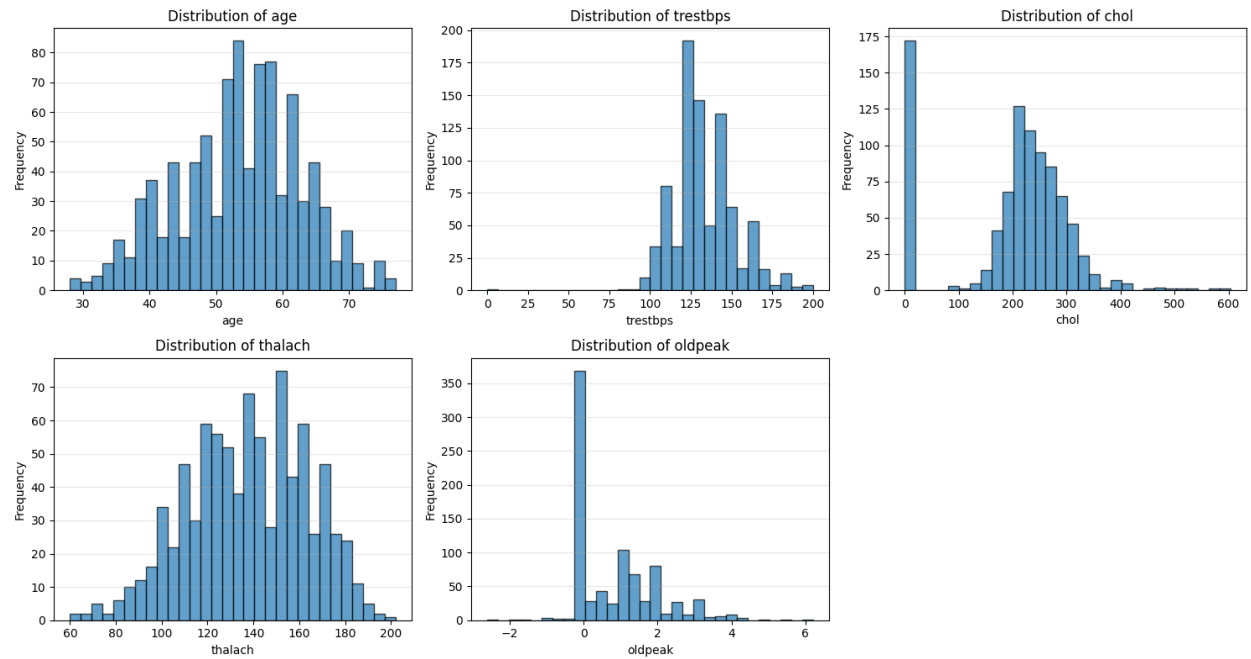 Distribution of age
80
70
60
50
40
30
20
10
0
Frequency
30 40 50 60 70
age
Distribution of trestbps
200
175
150
125
100
75
50
25
0
Frequency
0 25 50 75 100 125 150 175 200
trestbps
Distribution of chol
175
150
125
100
75
50
25
0
Frequency
0 100 200 300 400 500 600
chol
Distribution of thalach
70
60
50
40
30
20
10
0
Frequency
60 80 100 120 140 160 180 200
thalach
Distribution of oldpeak
350
300
250
200
150
100
50
0
Frequency
−2 0 2 4 6
oldpeak